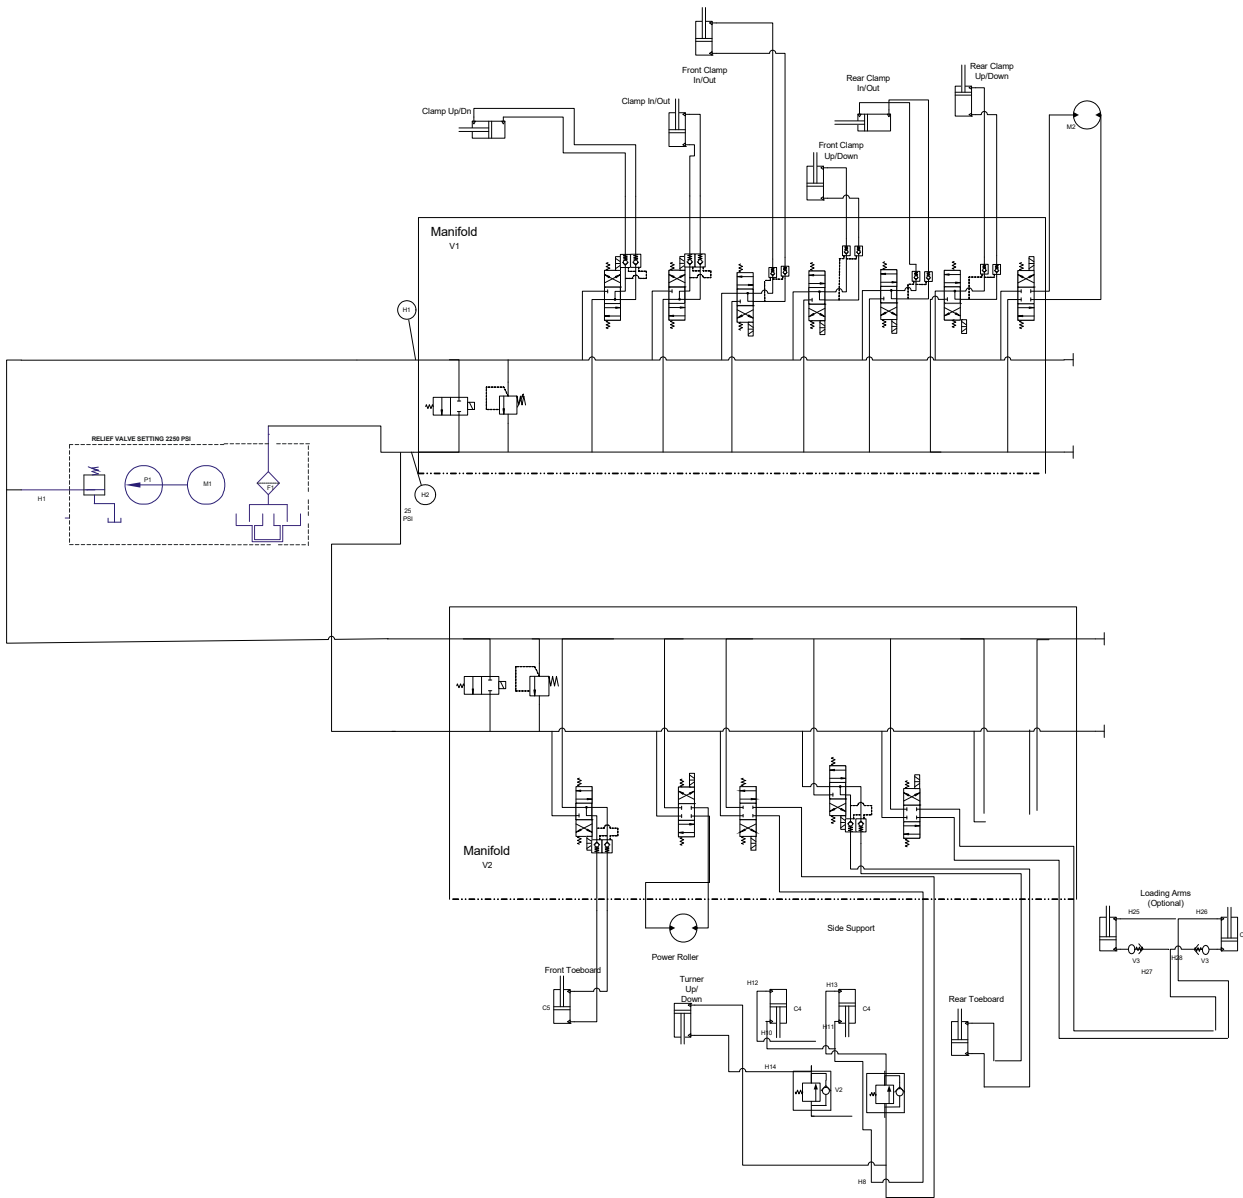 Front Clamp
In/Out
Rear Clamp
Up/Down
Rear Clamp
In/Out
Clamp Up/Dn
Clamp In/Out
M2
Front Clamp
Up/Down
Manifold
V1
H1
RELIEF VALVE SETTING 2250 PSI
P1
M1
F1
H1
H2
25
PSI
Manifold
V2
Loading Arms
(Optional)
H25
H26
C
V3
H28
V3
H27
Side Support
Power Roller
Front Toeboard
C5
Turner
Up/
Down
H12
H13
C4
C4
H10
H11
Rear Toeboard
H14
V2
H8